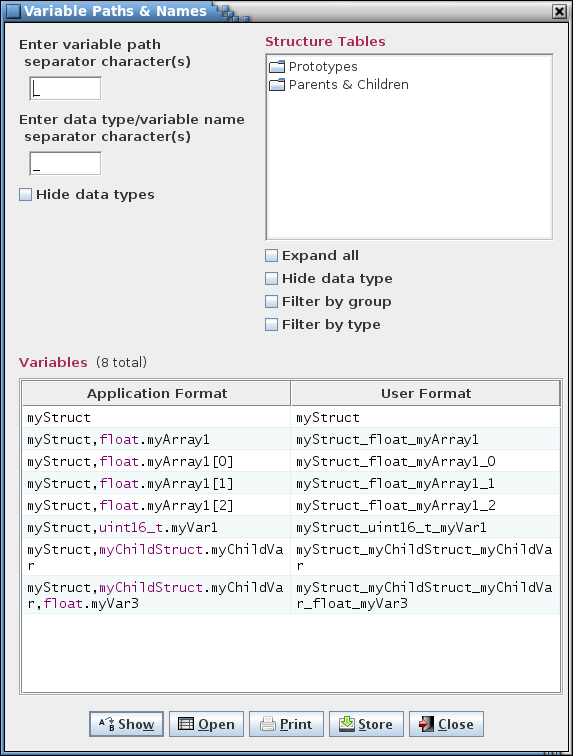 Variable Paths & Names
Enter variable path
separator character(s)
_
Enter data type/variable name
separator character(s)
_
Hide data types
Structure Tables
Prototypes
Parents & Children
Expand all
Hide data type
Filter by group
Filter by type
Variables (8 total)
Application Format User Format
myStruct myStruct
myStruct,float.myArray1 myStruct_float_myArray1
myStruct,float.myArray1[0] myStruct_float_myArray1_0
myStruct,float.myArray1[1] myStruct_float_myArray1_1
myStruct,float.myArray1[2] myStruct_float_myArray1_2
myStruct,uint16_t.myVar1 myStruct_uint16_t_myVar1
myStruct,myChildStruct.myChildVa myStruct_myChildStruct_myChildVa
r r
myStruct,myChildStruct.myChildVa myStruct_myChildStruct_myChildVa
r,float.myVar3 r_float_myVar3
Show Open Print Store Close